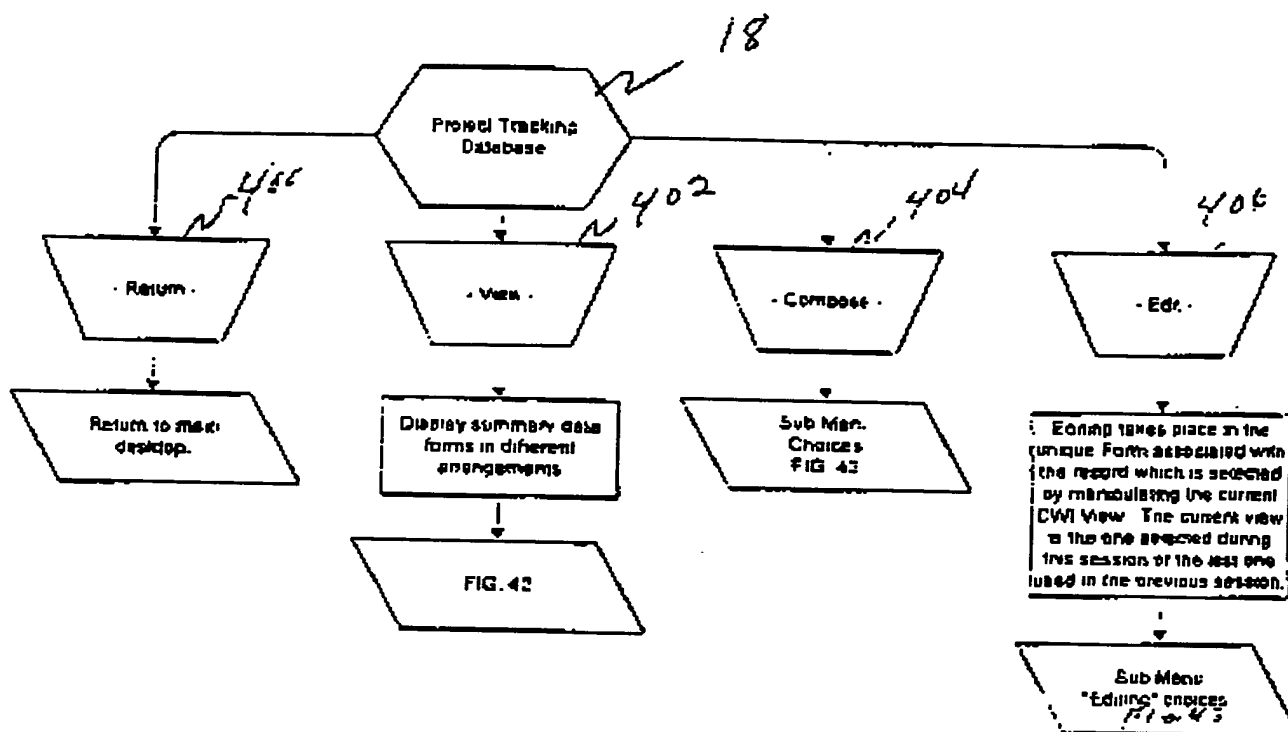 18
Project Tracking
Database
402
404
406
- Return -
- View -
- Compose -
- Edit -
Return to main
desktop.
Display summary data
forms in different
arrangements
Sub Menu
Choices
FIG. 43
Editing takes place in the
unique Form associated with
the record which is selected
by manipulating the current
DWI View. The current view
is the one selected during
this session or the last one
used in the previous session.
FIG. 42
Sub Menu
"Editing" choices